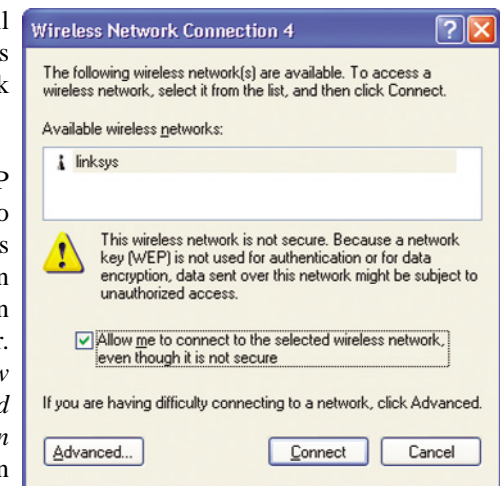 Wireless Network Connection 4
The following wireless network(s) are available. To access a
wireless network, select it from the list, and then click Connect.
Available wireless networks:
linksys
This wireless network is not secure. Because a network
key (WEP) is not used for authentication or for data
encryption, data sent over this network might be subject to
unauthorized access.
Allow me to connect to the selected wireless network,
even though it is not secure
If you are having difficulty connecting to a network, click Advanced.
Advanced...
Connect
Cancel